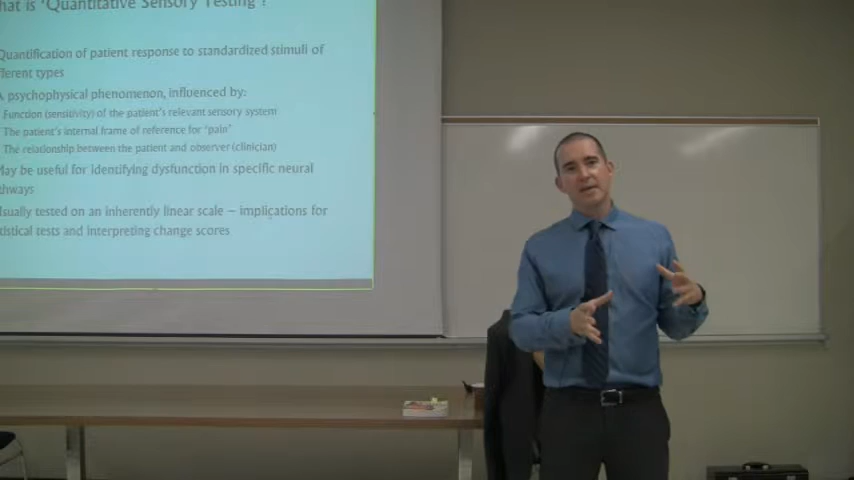 hat is 'Quantitative Sensory Testing'?
Quantification of patient response to standardized stimuli of
fferent types
A psychophysical phenomenon, influenced by:
Function (sensitivity) of the patient's relevant sensory system
The patient's internal frame of reference for "pain"
The relationship between the patient and observer (clinician)
May be useful for identifying dysfunction in specific neural
thways
sually tested on an inherently linear scale – implications for
tistical tests and interpreting change scores